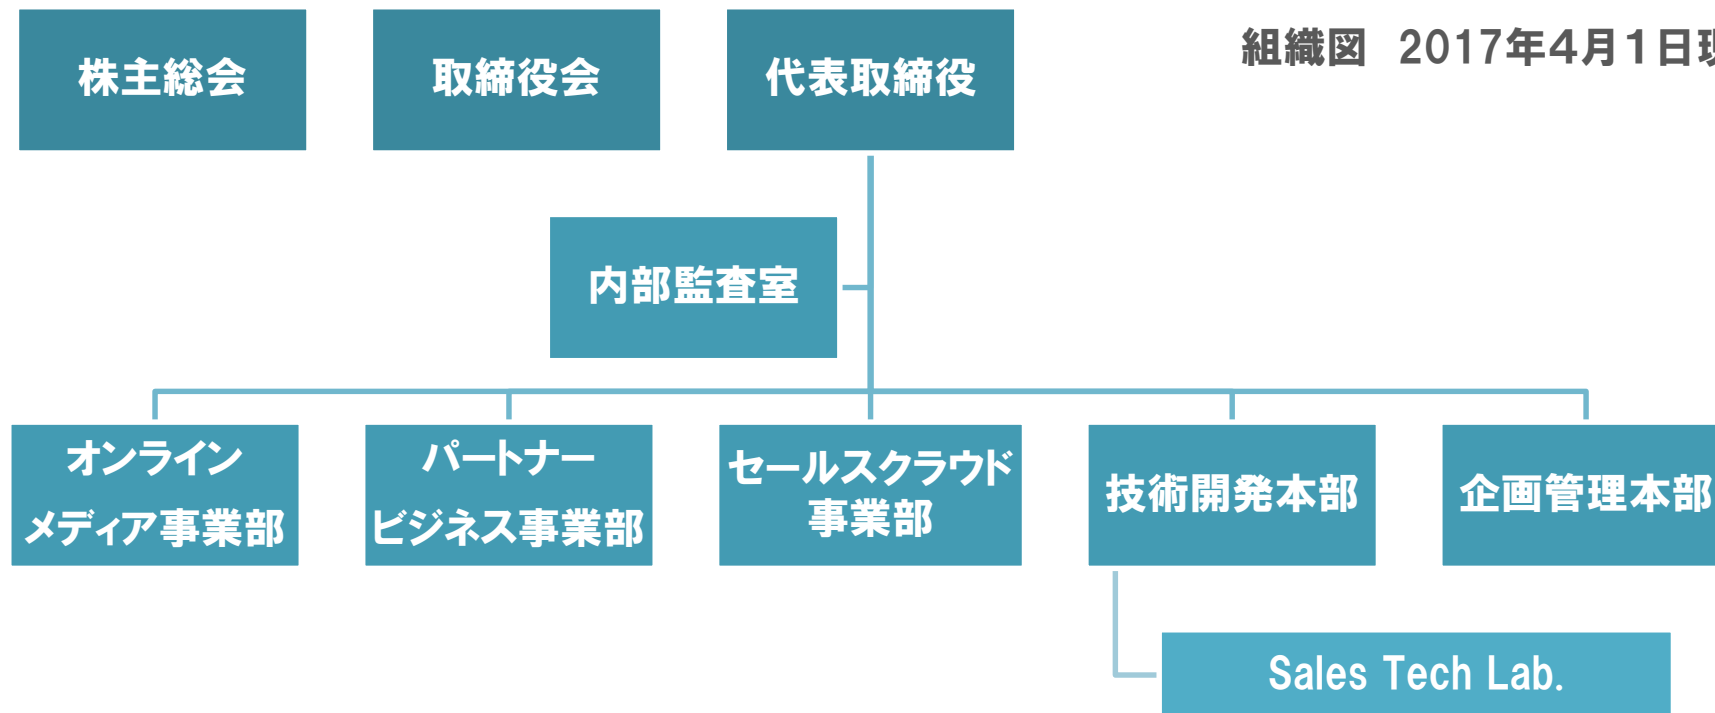 株主総会
取締役会
代表取締役
組織図　2017年4月1日現
内部監査室
オンライン
メディア事業部
パートナー
ビジネス事業部
セールスクラウド
事業部
技術開発本部
企画管理本部
Sales Tech Lab.